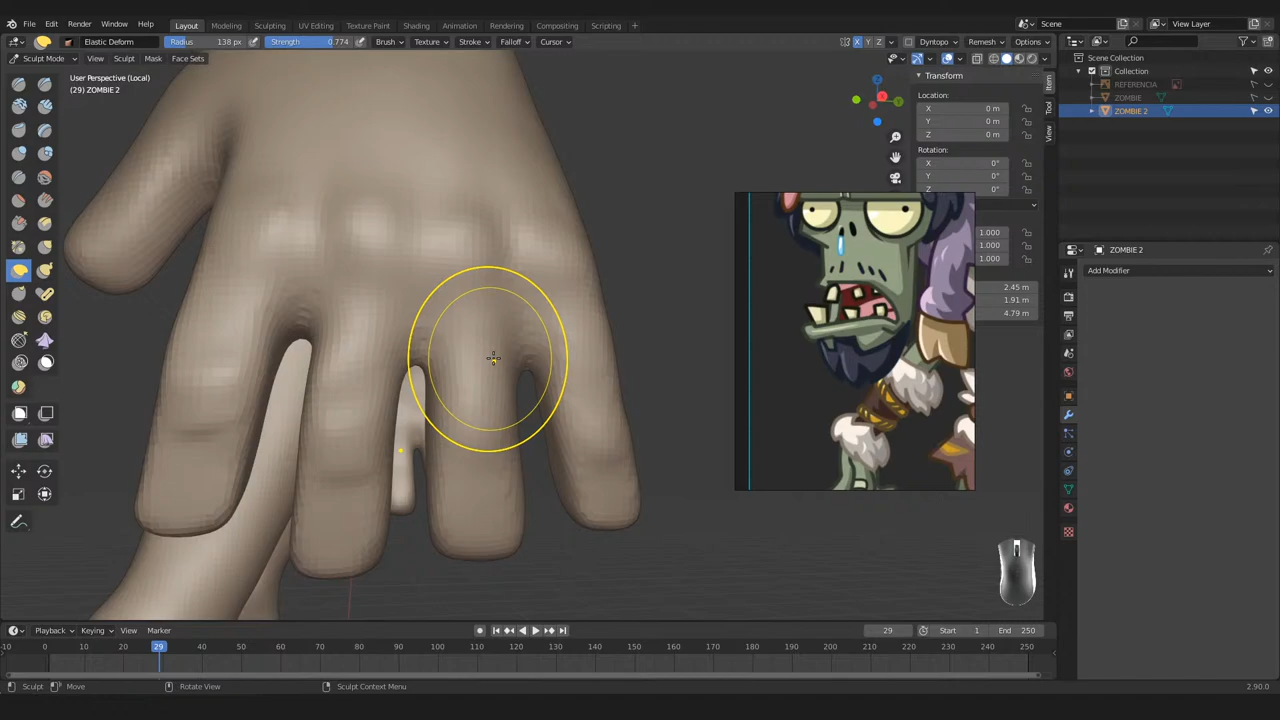 File Edit Render Window Help Layout Modeling Sculpting UV Editing Texture Paint Shading Animation Rendering Compositing Scripting Scene View Layer
Elastic Deform Radius 138 px Strength 0.774 Brush Texture Stroke Falloff Cursor X Y Z Dyntopo Remesh Options
Sculpt Mode View Sculpt Mask Face Sets
Scene Collection
User Perspective (Local)
(29) ZOMBIE 2
Transform
Location:
X 0 m
Y 0 m
Z 0 m
Rotation:
X 0°
Y 0°
Z 0°
1.000
1.000
1.000
2.45 m
1.91 m
4.79 m
Item
Tool
View
Collection
REFERENCIA
ZOMBIE
ZOMBIE 2
ZOMBIE 2
Add Modifier
Playback Keying View Marker 29 Start 1 End 250
-10 0 10 20 29 40 50 60 70 80 90 100 110 120 130 140 150 160 170 180 190 200 210 220 230 240 250
Sculpt Move Rotate View Sculpt Context Menu 2.90.0